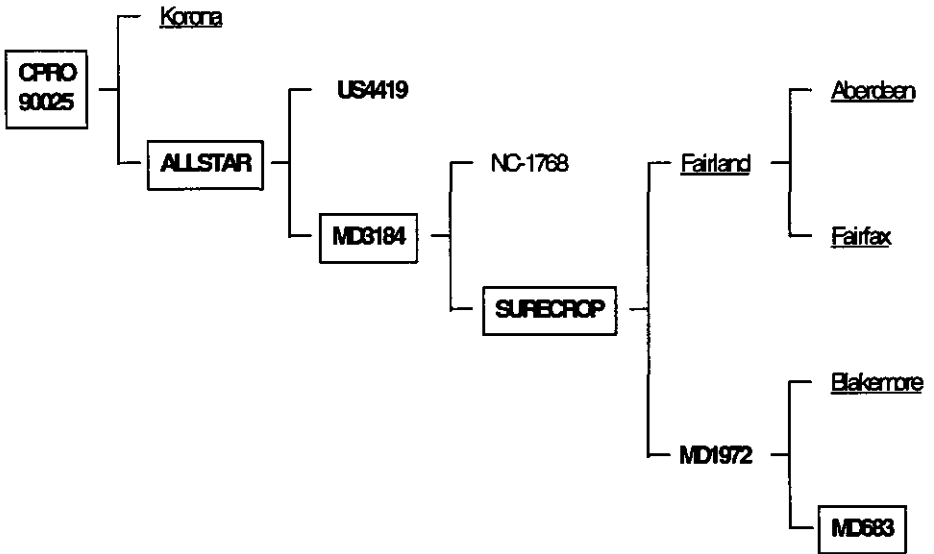 Korona
CPRO
90025
US4419
Aberdeen
ALLSTAR
NC-1768
Fairland
MD3184
Fairfax
SURECROP
Blakemore
MD1972
MD683